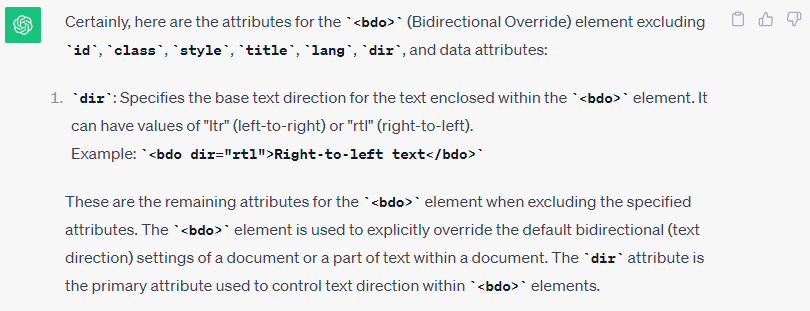 Certainly, here are the attributes for the `<bdo>` (Bidirectional Override) element excluding
`id`, `class`, `style`, `title`, `lang`, `dir`, and data attributes:
1. `dir`: Specifies the base text direction for the text enclosed within the `<bdo>` element. It
can have values of "ltr" (left-to-right) or "rtl" (right-to-left).
Example: `<bdo dir="rtl">Right-to-left text</bdo>`
These are the remaining attributes for the `<bdo>` element when excluding the specified
attributes. The `<bdo>` element is used to explicitly override the default bidirectional (text
direction) settings of a document or a part of text within a document. The `dir` attribute is
the primary attribute used to control text direction within `<bdo>` elements.